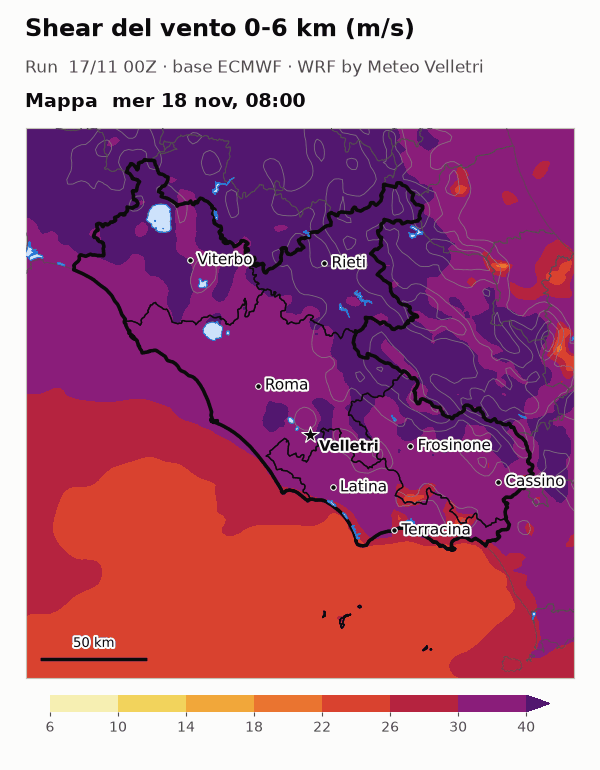 Shear del vento 0-6 km (m/s)
Run 17/11 00Z · base ECMWF · WRF by Meteo Velletri
Mappa mer 18 nov, 08:00
Viterbo
Rieti
Roma
Velletri
Frosinone
Cassino
Latina
Terracina
50 km
6 10 14 18 22 26 30 40